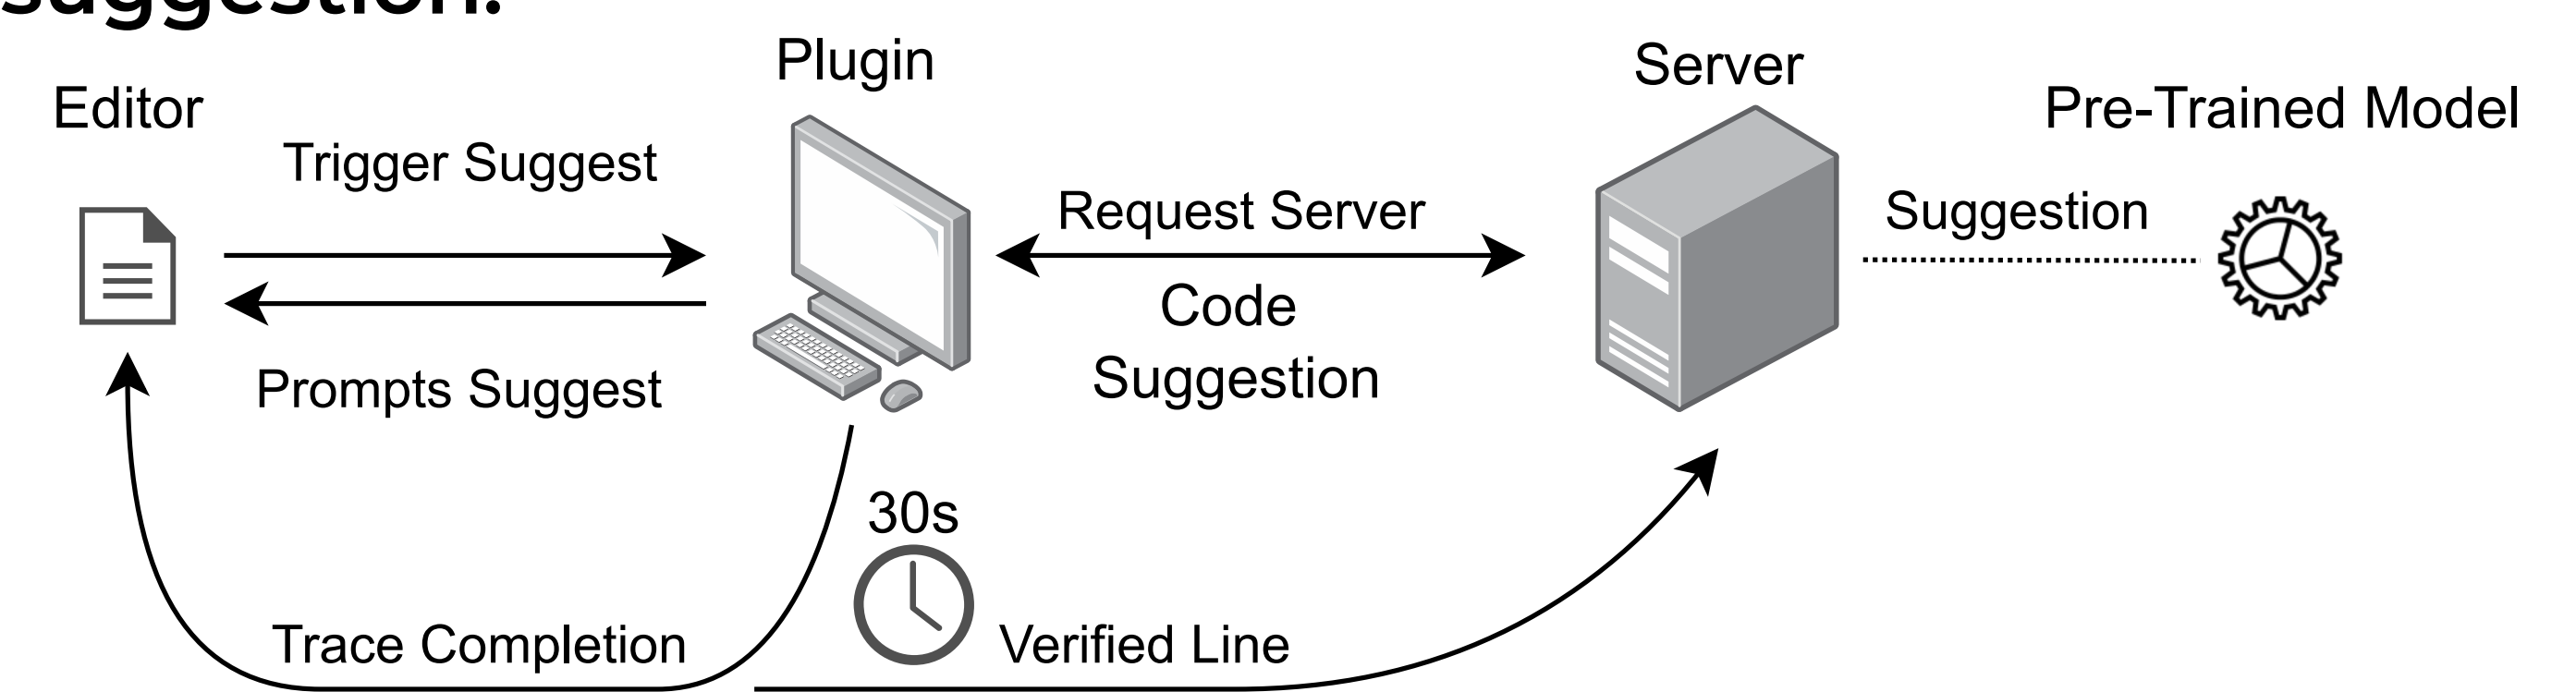 suggestion.
Plugin
Server
Editor
Pre-Trained Model
Trigger Suggest
Request Server
Suggestion
Code
Suggestion
Prompts Suggest
30s
Trace Completion
Verified Line